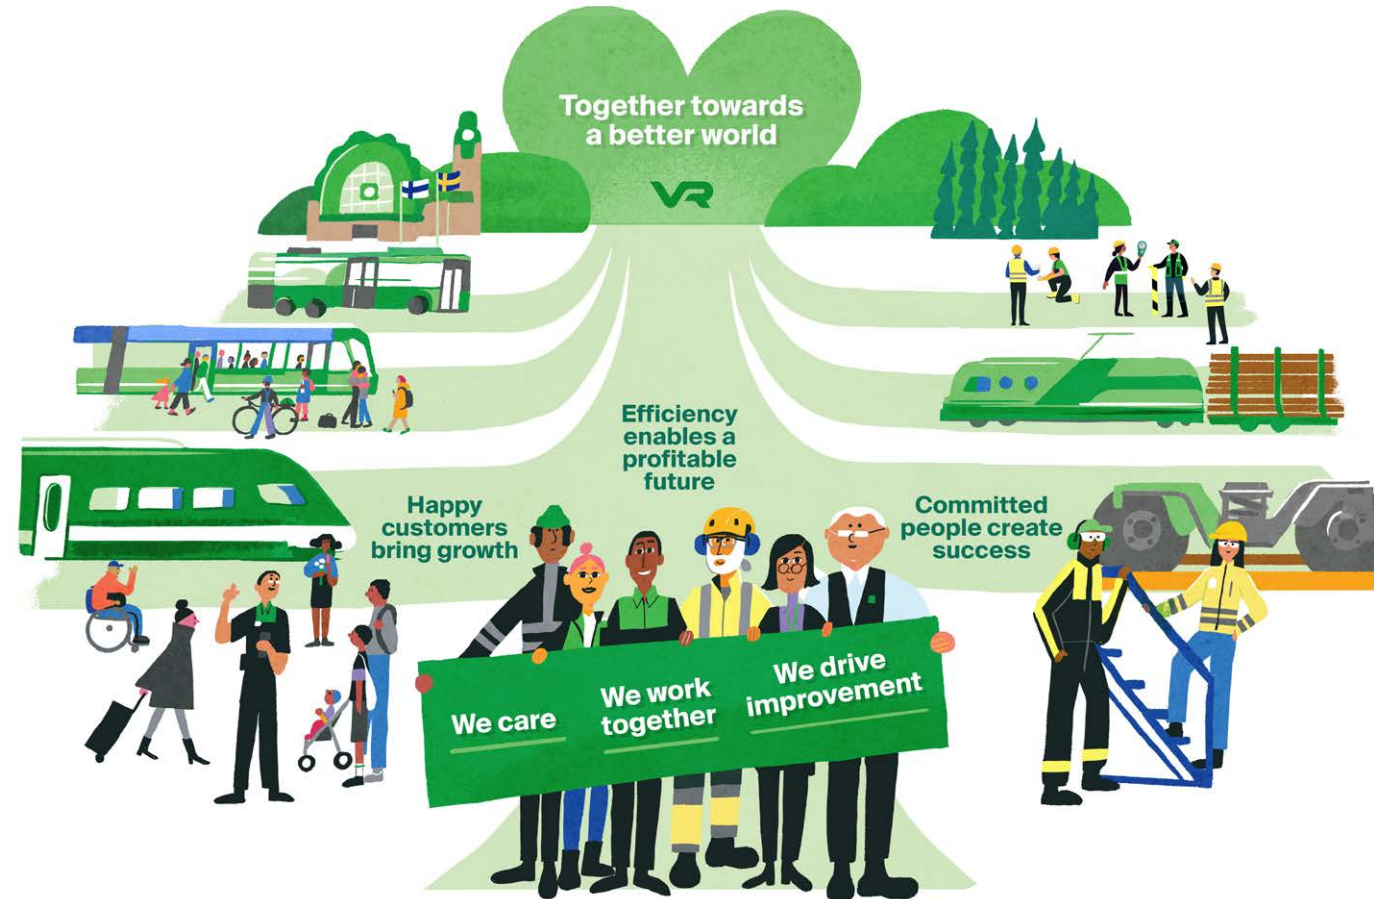 Together towards
a better world
VR
Efficiency
enables a
profitable
future
Happy
customers
bring growth
Committed
people create
success
We care
We work
together
We drive
improvement